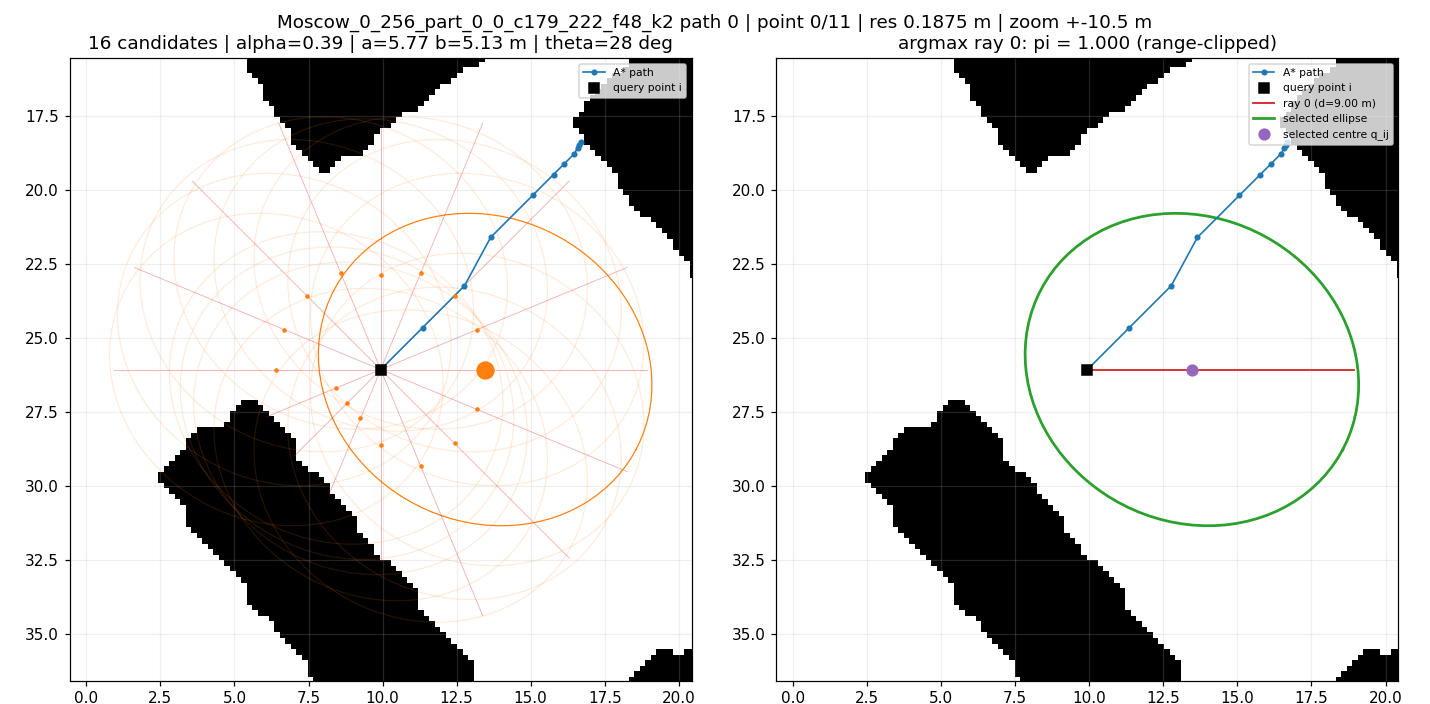 Moscow_0_256_part_0_0_c179_222_f48_k2 path 0 | point 0/11 | res 0.1875 m | zoom +-10.5 m
16 candidates | alpha=0.39 | a=5.77 b=5.13 m | theta=28 deg
A* path
query point i
17.5
20.0
22.5
25.0
27.5
30.0
32.5
35.0
0.0 2.5 5.0 7.5 10.0 12.5 15.0 17.5 20.0
argmax ray 0: pi = 1.000 (range-clipped)
A* path
query point i
ray 0 (d=9.00 m)
selected ellipse
selected centre q_ij
17.5
20.0
22.5
25.0
27.5
30.0
32.5
35.0
0.0 2.5 5.0 7.5 10.0 12.5 15.0 17.5 20.0